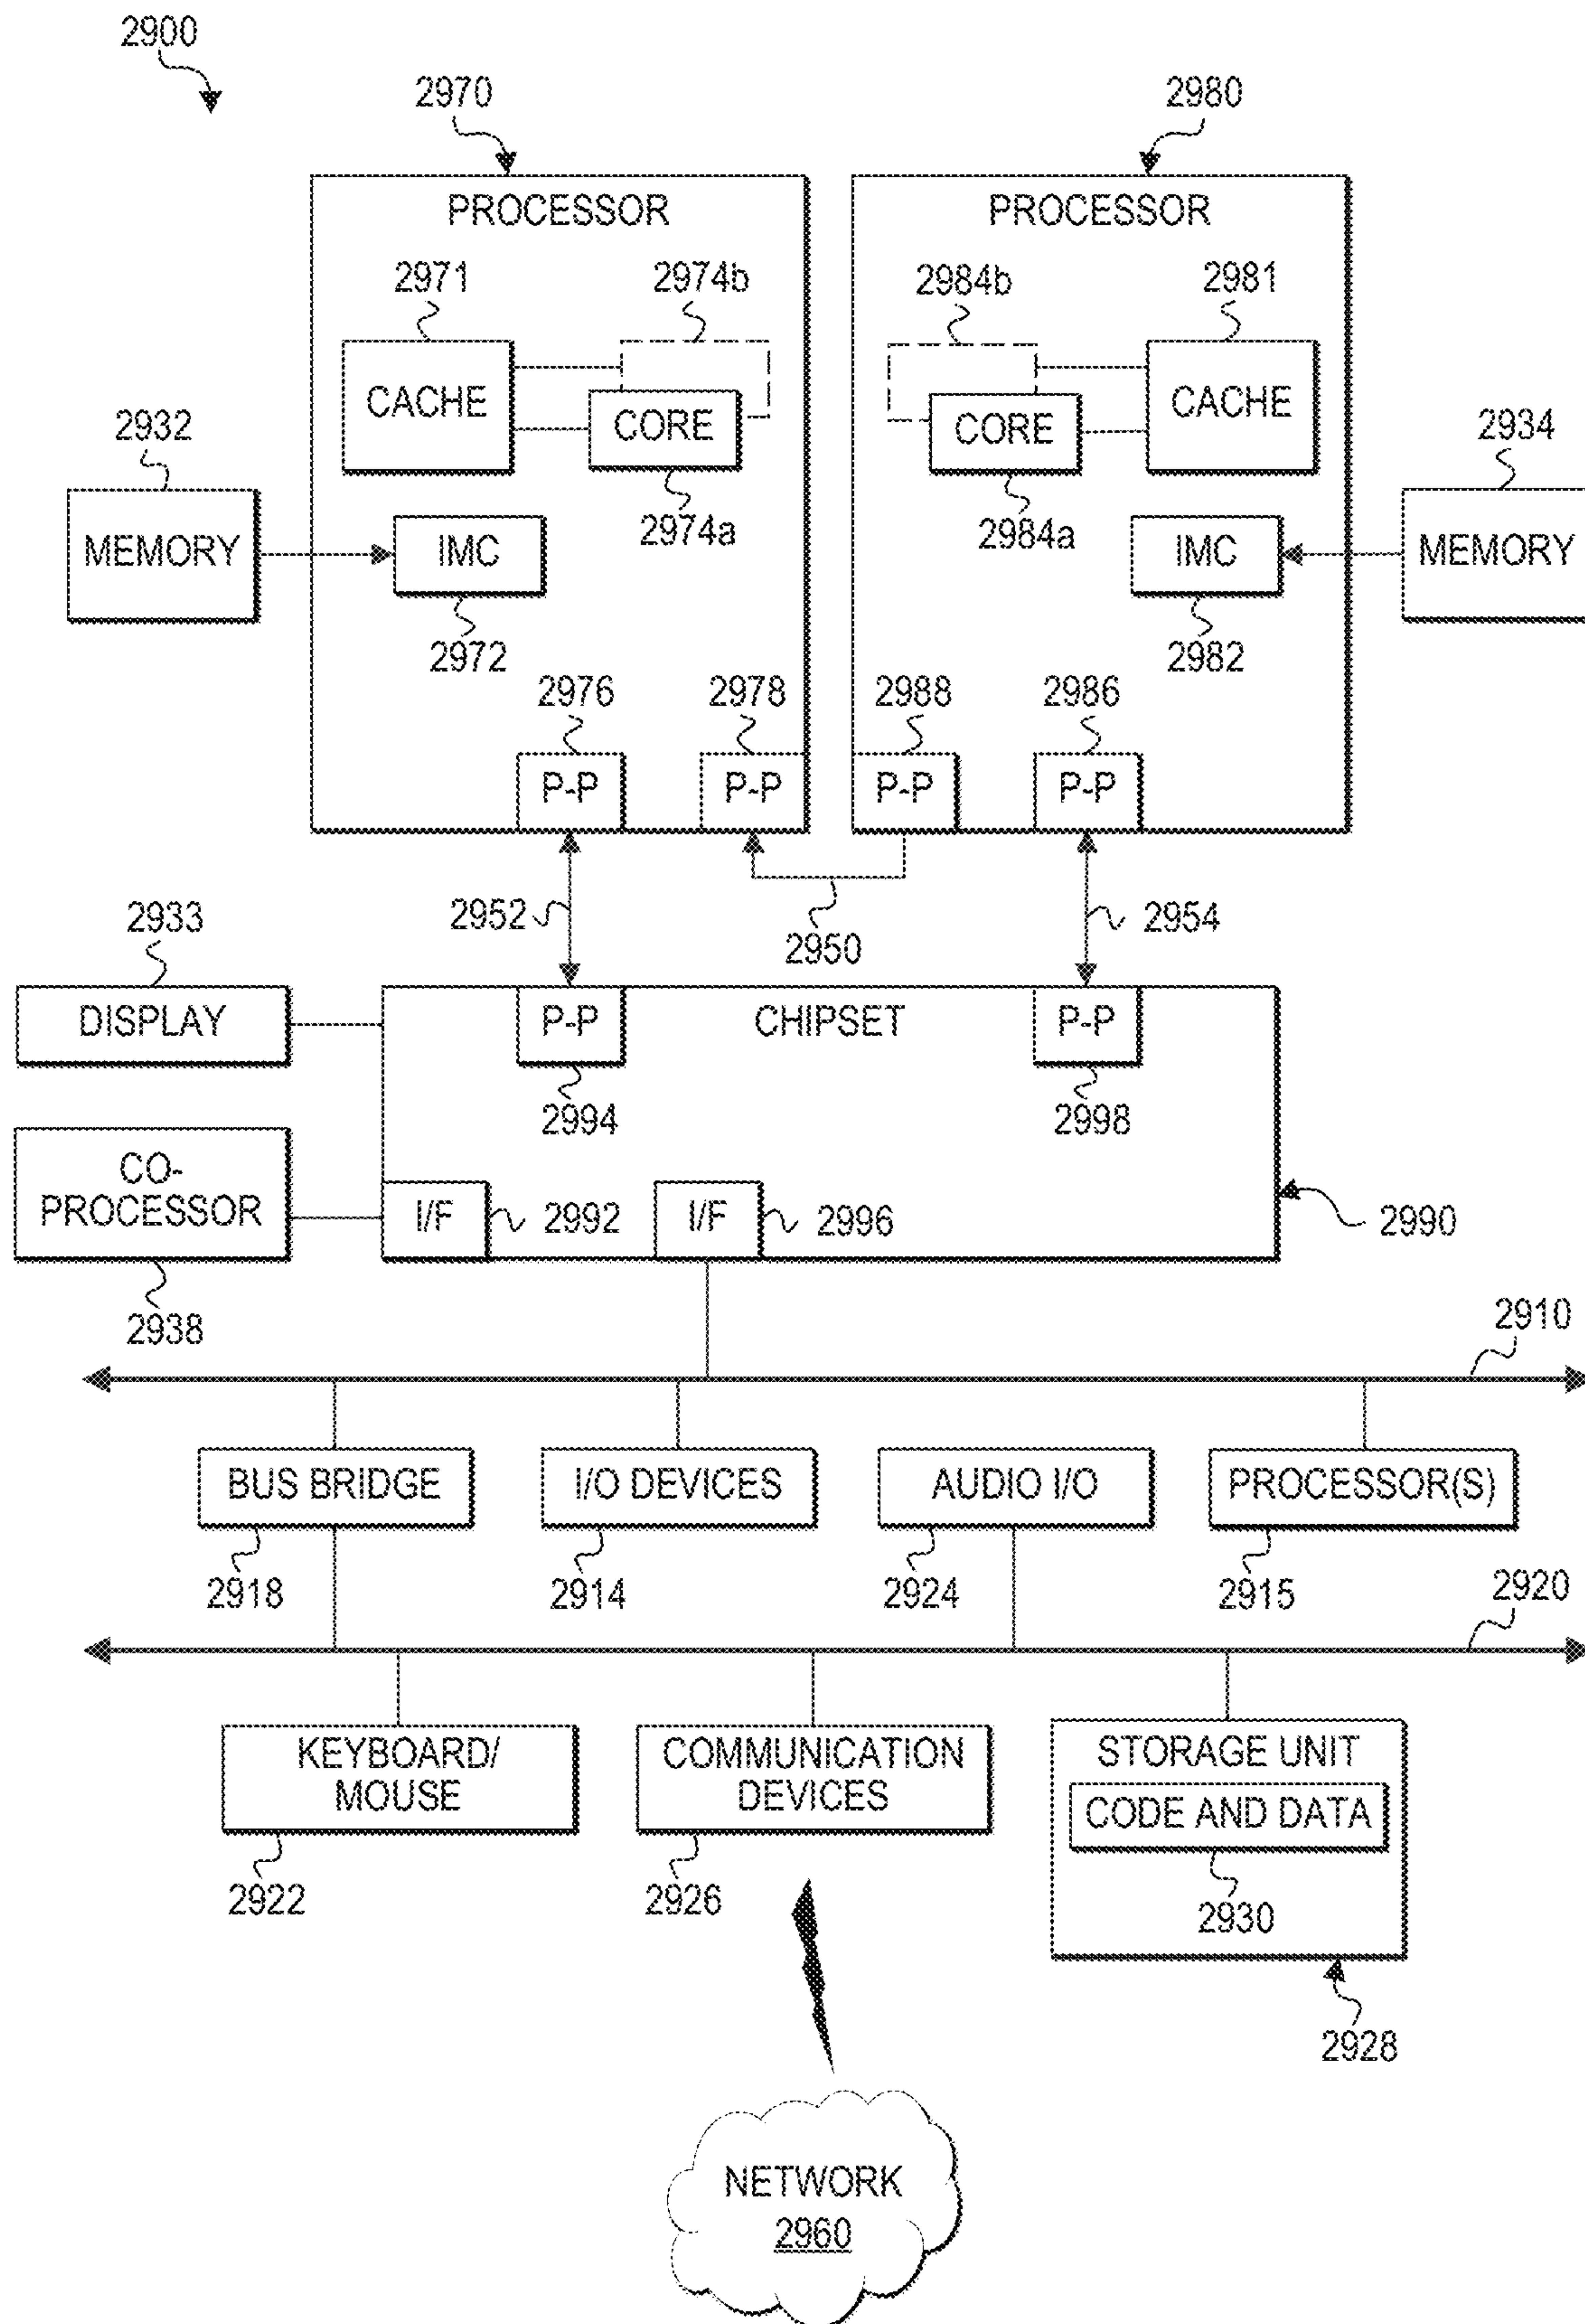 2900
2970
2980
PROCESSOR
PROCESSOR
2971
2974b
2984b
2981
CACHE
CORE
CORE
CACHE
2932
2934
2974a
2984a
MEMORY
IMC
IMC
MEMORY
2972
2982
2976
2978
2988
2986
P-P
P-P
P-P
P-P
2952
2950
2954
2933
DISPLAY
P-P
CHIPSET
P-P
2994
2998
CO-
PROCESSOR
I/F
2992
I/F
2996
2990
2938
2910
BUS BRIDGE
I/O DEVICES
AUDIO I/O
PROCESSOR(S)
2918
2914
2924
2915
2920
KEYBOARD/
MOUSE
COMMUNICATION
DEVICES
STORAGE UNIT
CODE AND DATA
2922
2926
2930
2928
NETWORK
2960